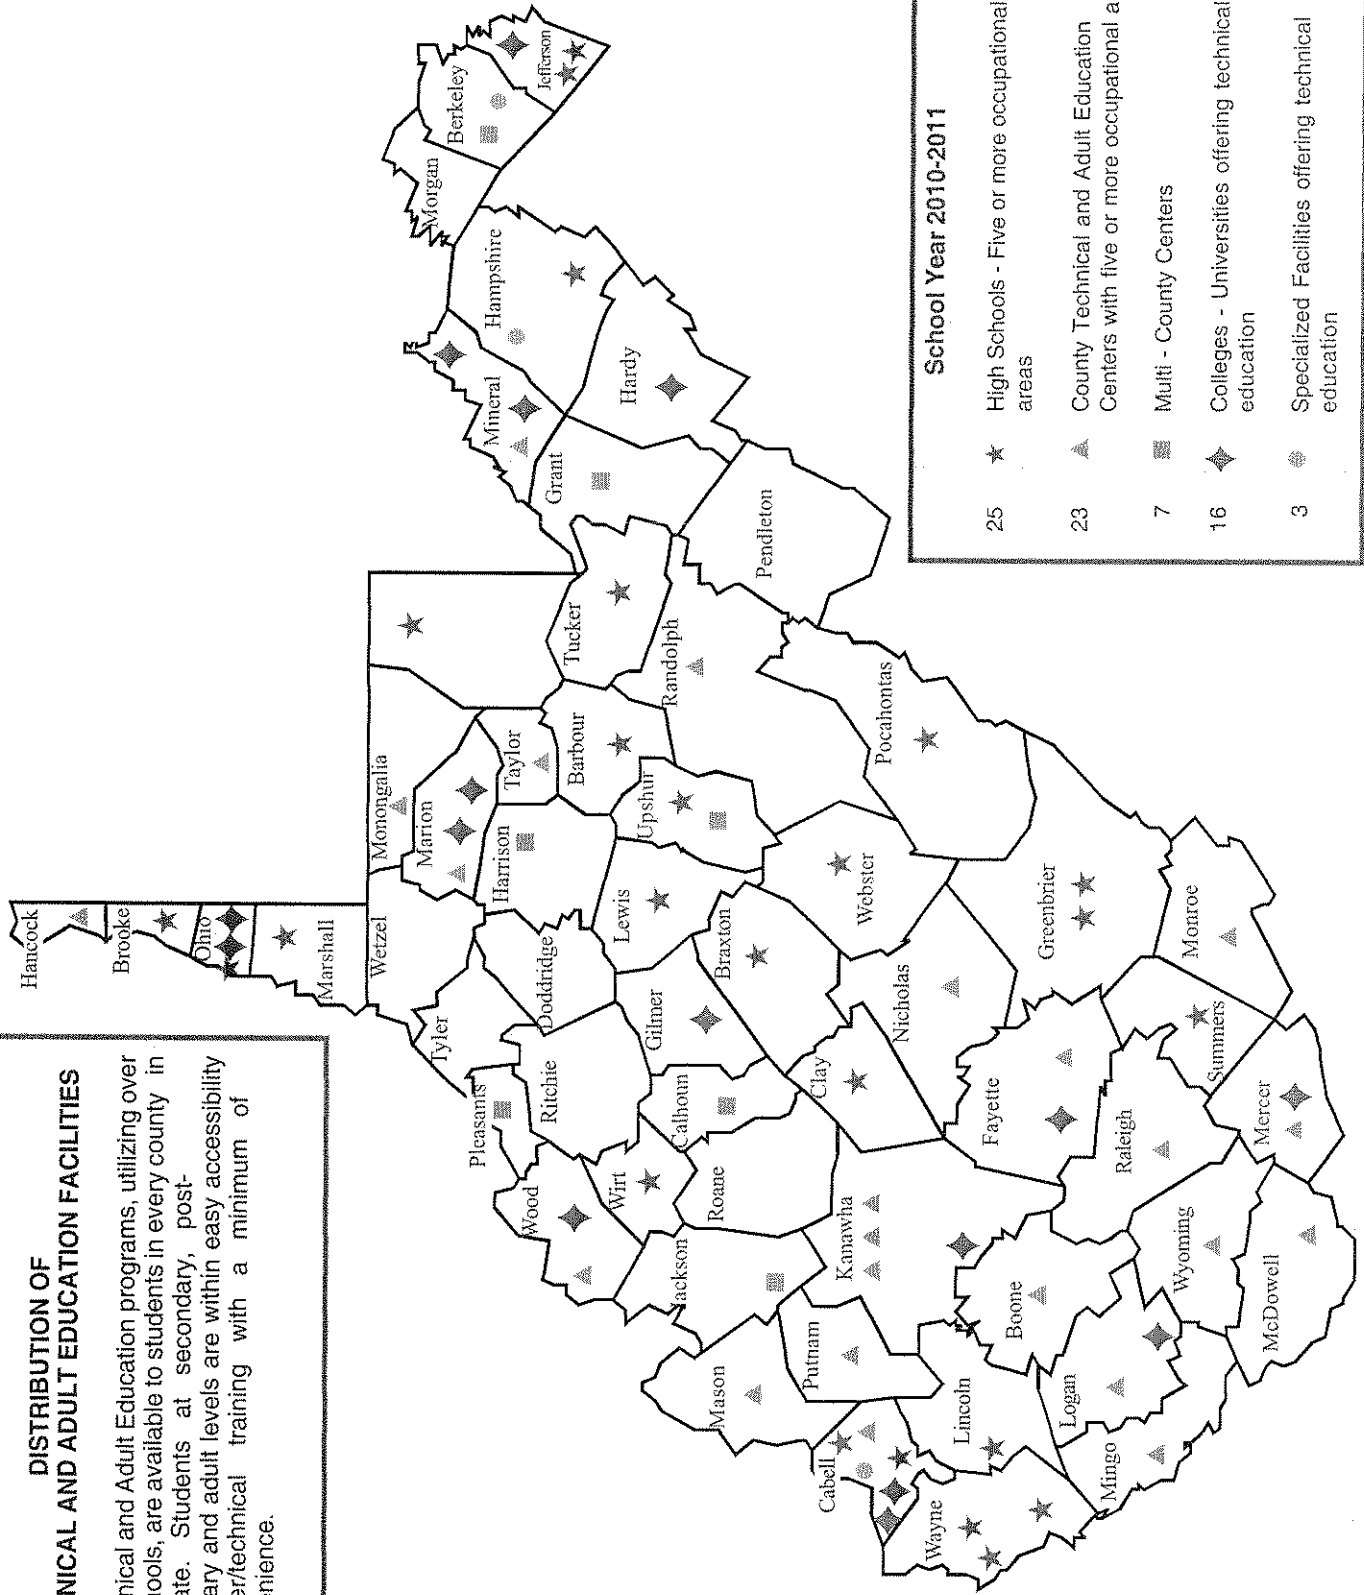 DISTRIBUTION OF
NICAL AND ADULT EDUCATION FACILITIES
nical and Adult Education programs, utilizing over
ools, are available to students in every county in
ate. Students at secondary, post-
ary and adult levels are within easy accessibility
er/technical training with a minimum of
nience.
Hancock
Brooke
Ohio
Marshall
Wetzel
Monongalia
Marion
Tyler
Pleasants
Doddridge
Harrison
Taylor
Ritchie
Wood
Wirt
Calhoun
Gilmer
Lewis
Upshur
Barbour
Tucker
Randolph
Grant
Mineral
Hampshire
Hardy
Morgan
Berkeley
Jefferson
Pendleton
Pocahontas
Webster
Braxton
Clay
Nicholas
Roane
Jackson
Mason
Putnam
Kanawha
Cabell
Wayne
Lincoln
Boone
Logan
Mingo
Wyoming
McDowell
Raleigh
Fayette
Greenbrier
Summers
Monroe
Mercer
School Year 2010-2011
25 High Schools - Five or more occupational
areas
23 County Technical and Adult Education
Centers with five or more occupational a
7 Multi - County Centers
16 Colleges - Universities offering technical
education
3 Specialized Facilities offering technical
education